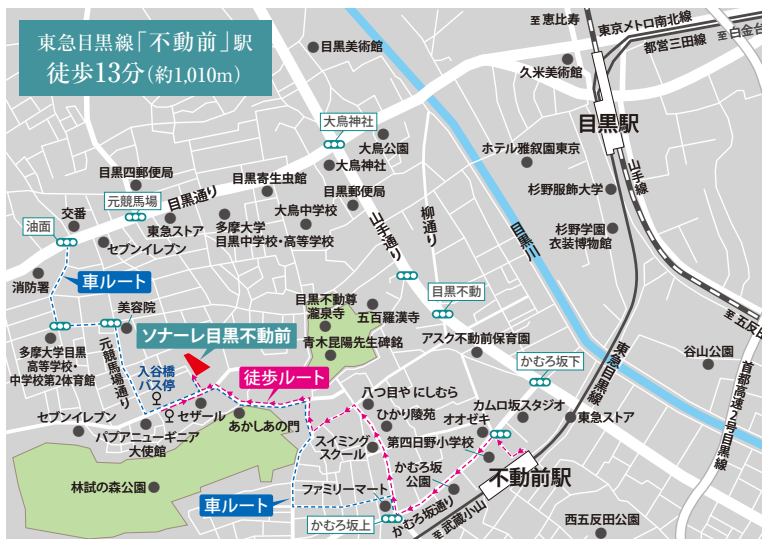 東急目黒線「不動前」駅
徒歩13分(約1,010m)
至恵比寿
東京メトロ南北線
都営三田線
至白金台
目黒美術館
久米美術館
目黒駅
大鳥神社
大鳥公園
大鳥神社
ホテル雅叙園東京
山手線
目黒四郵便局
目黒通り
目黒寄生虫館
目黒郵便局
杉野服飾大学
元競馬場
交番
油面
東急ストア
多摩大学
目黒中学校・高等学校
大鳥中学校
山手通り
柳通り
目黒川
杉野学園
衣装博物館
セブンイレブン
車ルート
消防署
美容院
目黒不動尊
瀧泉寺
五百羅漢寺
目黒不動
至五反田
ソナーレ目黒不動前
青木昆陽先生碑銘
アスク不動前保育園
多摩大学目黒
高等学校・
中学校第2体育館
元競馬場通り
入谷橋
バス停
徒歩ルート
かむろ坂下
東急目黒線
谷山公園
首都高速2号目黒線
八つ目や にしむら
セブンイレブン
セザール
あかしあの門
ひかり陵苑
カムロ坂スタジオ
オオゼキ
東急ストア
パプアニューギニア
大使館
スイミング
スクール
第四日野小学校
かむろ坂
公園
不動前駅
林試の森公園
車ルート
ファミリーマート
かむろ坂上
かむろ坂通り
至武蔵小山
西五反田公園